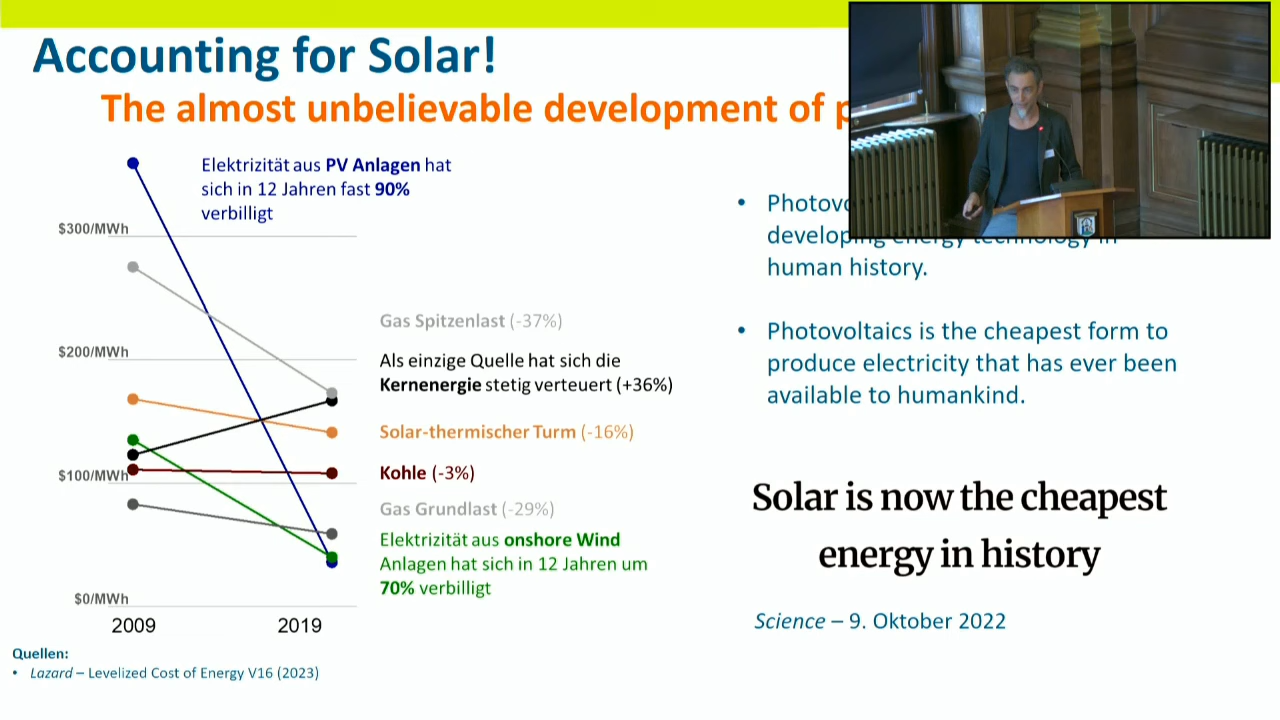 Accounting for Solar!
The almost unbelievable development of
Elektrizität aus PV Anlagen hat
sich in 12 Jahren fast 90%
verbilligt
$300/MWh
$200/MWh
$100/MWh
$0/MWh
2009 2019
Gas Spitzenlast (-37%)
Als einzige Quelle hat sich die
Kernenergie stetig verteuert (+36%)
Solar-thermischer Turm (-16%)
Kohle (-3%)
Gas Grundlast (-29%)
Elektrizität aus onshore Wind
Anlagen hat sich in 12 Jahren um
70% verbilligt
Quellen:
• Lazard – Levelized Cost of Energy V16 (2023)
• Photovo
developing energy technology in
human history.
• Photovoltaics is the cheapest form to
produce electricity that has ever been
available to humankind.
Solar is now the cheapest
energy in history
Science – 9. Oktober 2022